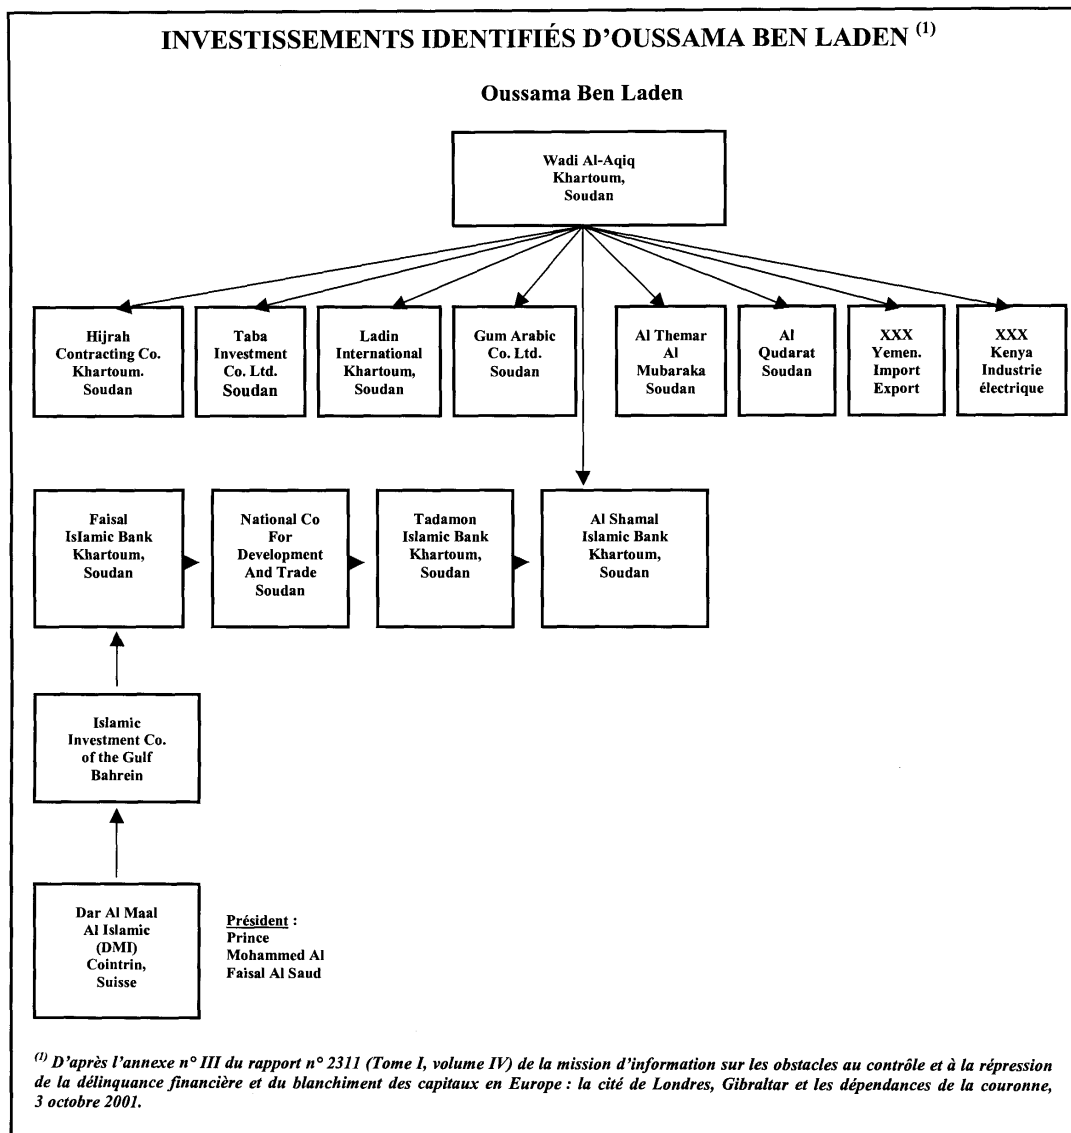 INVESTISSEMENTS IDENTIFIÉS D'OUSSAMA BEN LADEN (1)
Oussama Ben Laden
Wadi Al-Aqiq
Khartoum,
Soudan
Hijrah
Contracting Co.
Khartoum.
Soudan
Taba
Investment
Co. Ltd.
Soudan
Ladin
International
Khartoum,
Soudan
Gum Arabic
Co. Ltd.
Soudan
Al Themar
Al
Mubaraka
Soudan
Al
Qudarat
Soudan
XXX
Yemen.
Import
Export
XXX
Kenya
Industrie
électrique
Faisal
Islamic Bank
Khartoum,
Soudan
National Co
For
Development
And Trade
Soudan
Tadamon
Islamic Bank
Khartoum,
Soudan
Al Shamal
Islamic Bank
Khartoum,
Soudan
Islamic
Investment Co.
of the Gulf
Bahrein
Dar Al Maal
Al Islamic
(DMI)
Cointrin,
Suisse
Président :
Prince
Mohammed Al
Faisal Al Saud
(1) D'après l'annexe n° III du rapport n° 2311 (Tome I, volume IV) de la mission d'information sur les obstacles au contrôle et à la répression
de la délinquance financière et du blanchiment des capitaux en Europe : la cité de Londres, Gibraltar et les dépendances de la couronne,
3 octobre 2001.